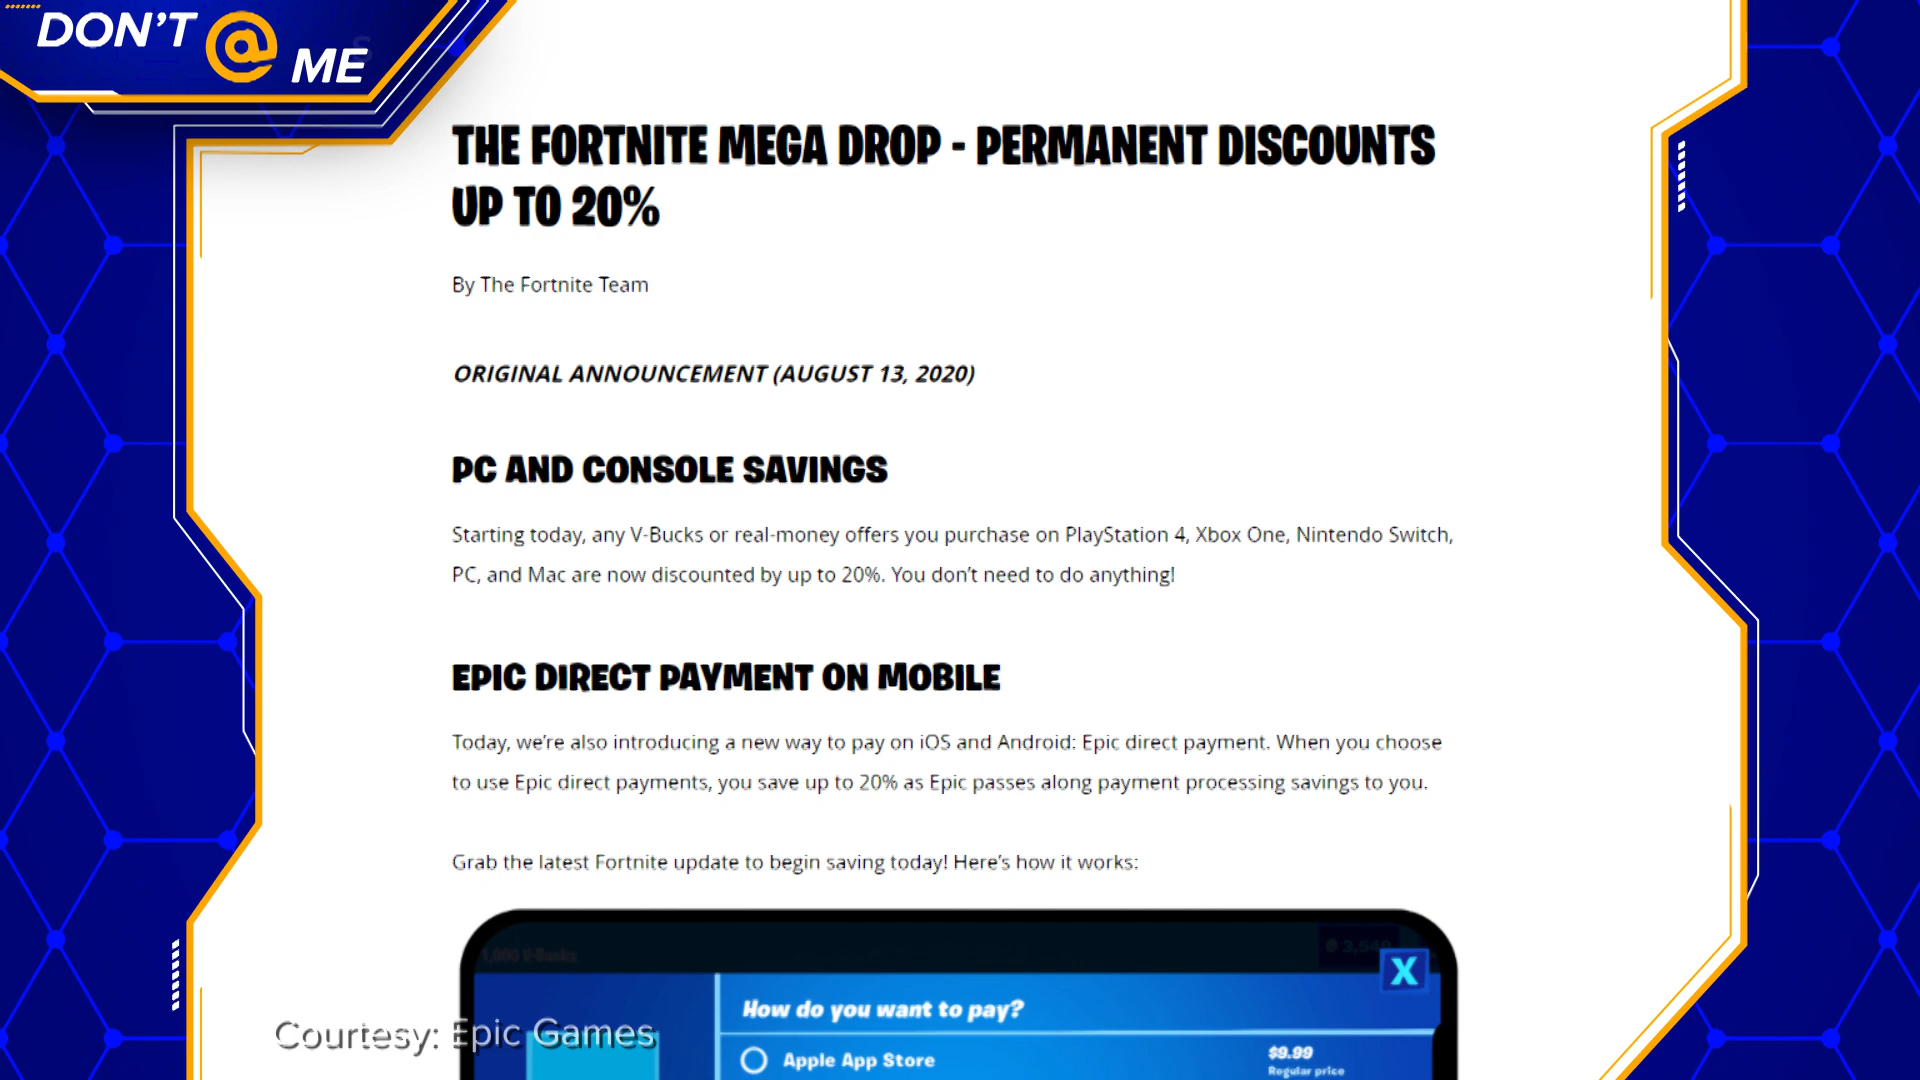 DON'T @ ME
THE FORTNITE MEGA DROP - PERMANENT DISCOUNTS
UP TO 20%
By The Fortnite Team
ORIGINAL ANNOUNCEMENT (AUGUST 13, 2020)
PC AND CONSOLE SAVINGS
Starting today, any V-Bucks or real-money offers you purchase on PlayStation 4, Xbox One, Nintendo Switch,
PC, and Mac are now discounted by up to 20%. You don't need to do anything!
EPIC DIRECT PAYMENT ON MOBILE
Today, we're also introducing a new way to pay on iOS and Android: Epic direct payment. When you choose
to use Epic direct payments, you save up to 20% as Epic passes along payment processing savings to you.
Grab the latest Fortnite update to begin saving today! Here's how it works:
1,000 V-Bucks
X
How do you want to pay?
Courtesy: Epic Games
Apple App Store
$9.99
Regular price